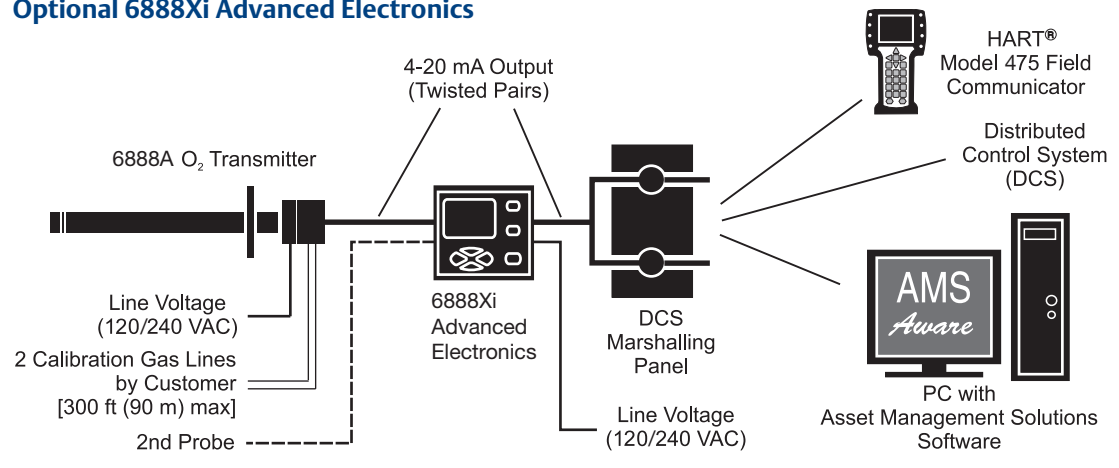 Optional 6888Xi Advanced Electronics
4-20 mA Output
(Twisted Pairs)
HART®
Model 475 Field
Communicator
6888A O₂ Transmitter
Distributed
Control System
(DCS)
Line Voltage
(120/240 VAC)
2 Calibration Gas Lines
by Customer
[300 ft (90 m) max]
2nd Probe
6888Xi
Advanced
Electronics
DCS
Marshalling
Panel
Line Voltage
(120/240 VAC)
AMS
Aware
PC with
Asset Management Solutions
Software